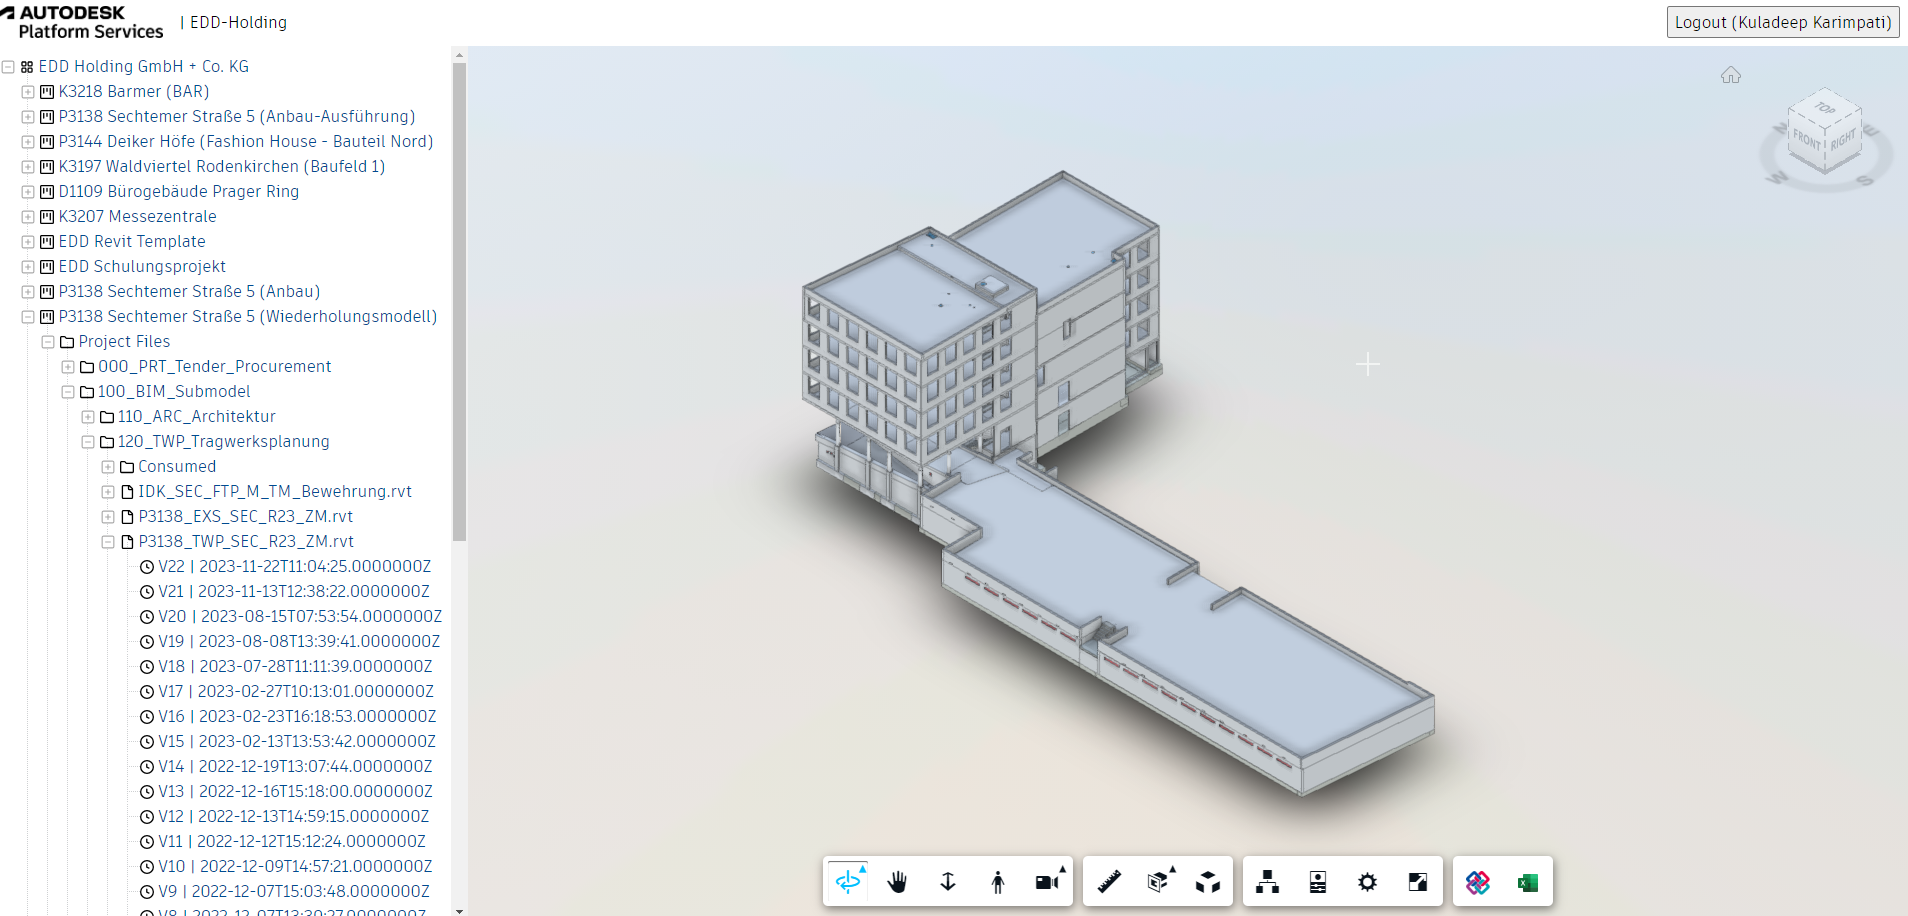 AUTODESK
Platform Services
| EDD-Holding
Logout (Kuladeep Karimpati)
EDD Holding GmbH + Co. KG
K3218 Barmer (BAR)
P3138 Sechtemer Straße 5 (Anbau-Ausführung)
P3144 Deiker Höfe (Fashion House - Bauteil Nord)
K3197 Waldviertel Rodenkirchen (Baufeld 1)
D1109 Bürogebäude Prager Ring
K3207 Messezentrale
EDD Revit Template
EDD Schulungsprojekt
P3138 Sechtemer Straße 5 (Anbau)
P3138 Sechtemer Straße 5 (Wiederholungsmodell)
Project Files
000_PRT_Tender_Procurement
100_BIM_Submodel
110_ARC_Architektur
120_TWP_Tragwerksplanung
Consumed
IDK_SEC_FTP_M_TM_Bewehrung.rvt
P3138_EXS_SEC_R23_ZM.rvt
P3138_TWP_SEC_R23_ZM.rvt
V22 | 2023-11-22T11:04:25.0000000Z
V21 | 2023-11-13T12:38:22.0000000Z
V20 | 2023-08-15T07:53:54.0000000Z
V19 | 2023-08-08T13:39:41.0000000Z
V18 | 2023-07-28T11:11:39.0000000Z
V17 | 2023-02-27T10:13:01.0000000Z
V16 | 2023-02-23T16:18:53.0000000Z
V15 | 2023-02-13T13:53:42.0000000Z
V14 | 2022-12-19T13:07:44.0000000Z
V13 | 2022-12-16T15:18:00.0000000Z
V12 | 2022-12-13T14:59:15.0000000Z
V11 | 2022-12-12T15:12:24.0000000Z
V10 | 2022-12-09T14:57:21.0000000Z
V9 | 2022-12-07T15:03:48.0000000Z
V8 | 2022-12-07T13:30:27.0000000Z
TOP
FRONT
RIGHT
N
E
W
S